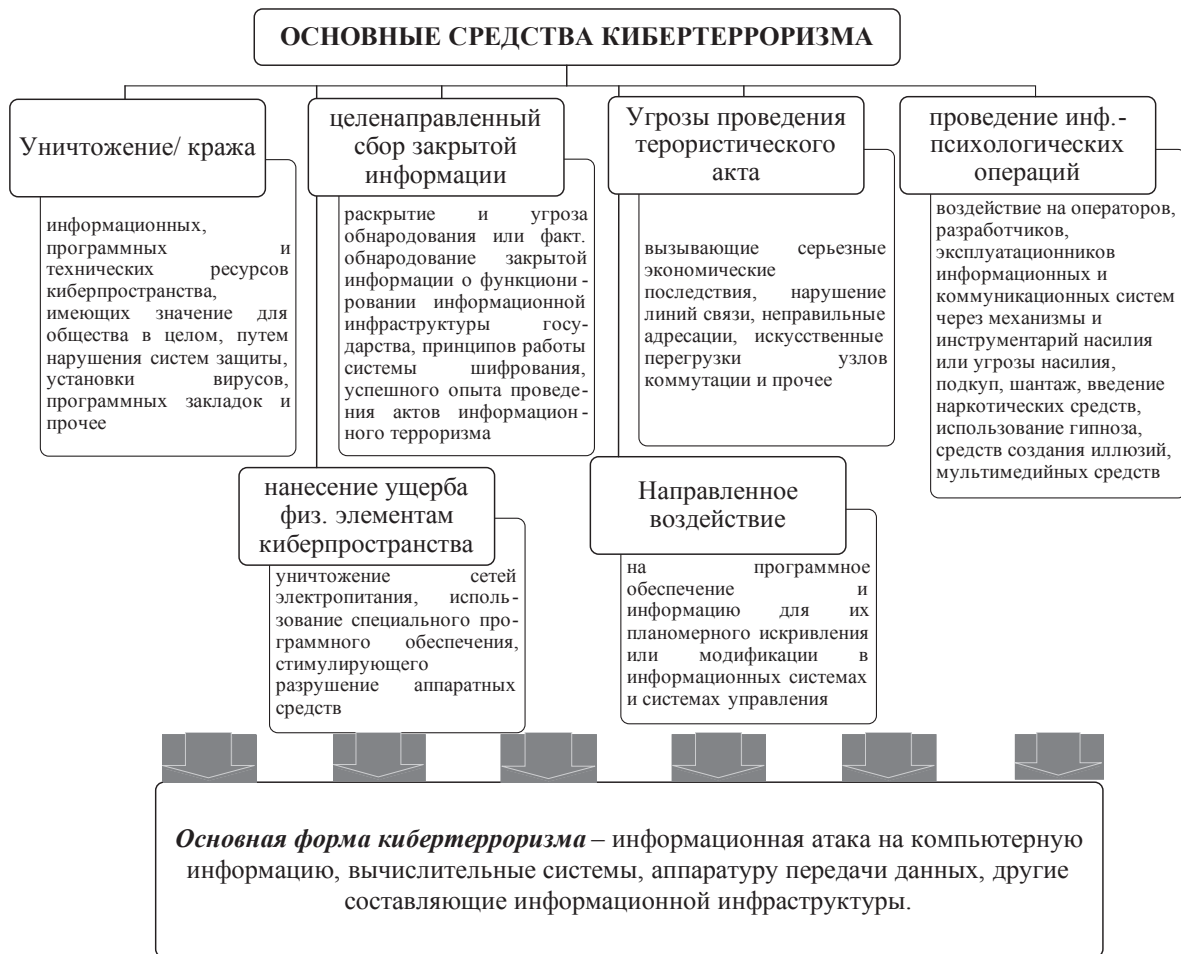 ОСНОВНЫЕ СРЕДСТВА КИБЕРТЕРРОРИЗМА
Уничтожение/ кража
информационных,
программных и
технических ресурсов
киберпространства,
имеющих значение для
общества в целом, путем
нарушения систем защиты,
установки вирусов,
программных закладок и
прочее
целенаправленный
сбор закрытой
информации
раскрытие и угроза
обнародования или факт.
обнародование закрытой
информации о функциони-
ровании информационной
инфраструктуры госу-
дарства, принципов работы
системы шифрования,
успешного опыта проведе-
ния актов информацион-
ного терроризма
Угрозы проведения
терористического
акта
вызывающие серьезные
экономические
последствия, нарушение
линий связи, неправильные
адресации, искусственные
перегрузки узлов
коммутации и прочее
проведение инф.-
психологических
операций
воздействие на операторов,
разработчиков,
эксплуатационников
информационных и
коммуникационных систем
через механизмы и
инструментарий насилия
или угрозы насилия,
подкуп, шантаж, введение
наркотических средств,
использование гипноза,
средств создания иллюзий,
мультимедийных средств
нанесение ущерба
физ. элементам
киберпространства
уничтожение сетей
электропитания, исполь-
зование специального про-
граммного обеспечения,
стимулирующего
разрушение аппаратных
средств
Направленное
воздействие
на программное
обеспечение и
информацию для их
планомерного искривления
или модификации в
информационных системах
и системах управления
Основная форма кибертерроризма – информационная атака на компьютерную
информацию, вычислительные системы, аппаратуру передачи данных, другие
составляющие информационной инфраструктуры.